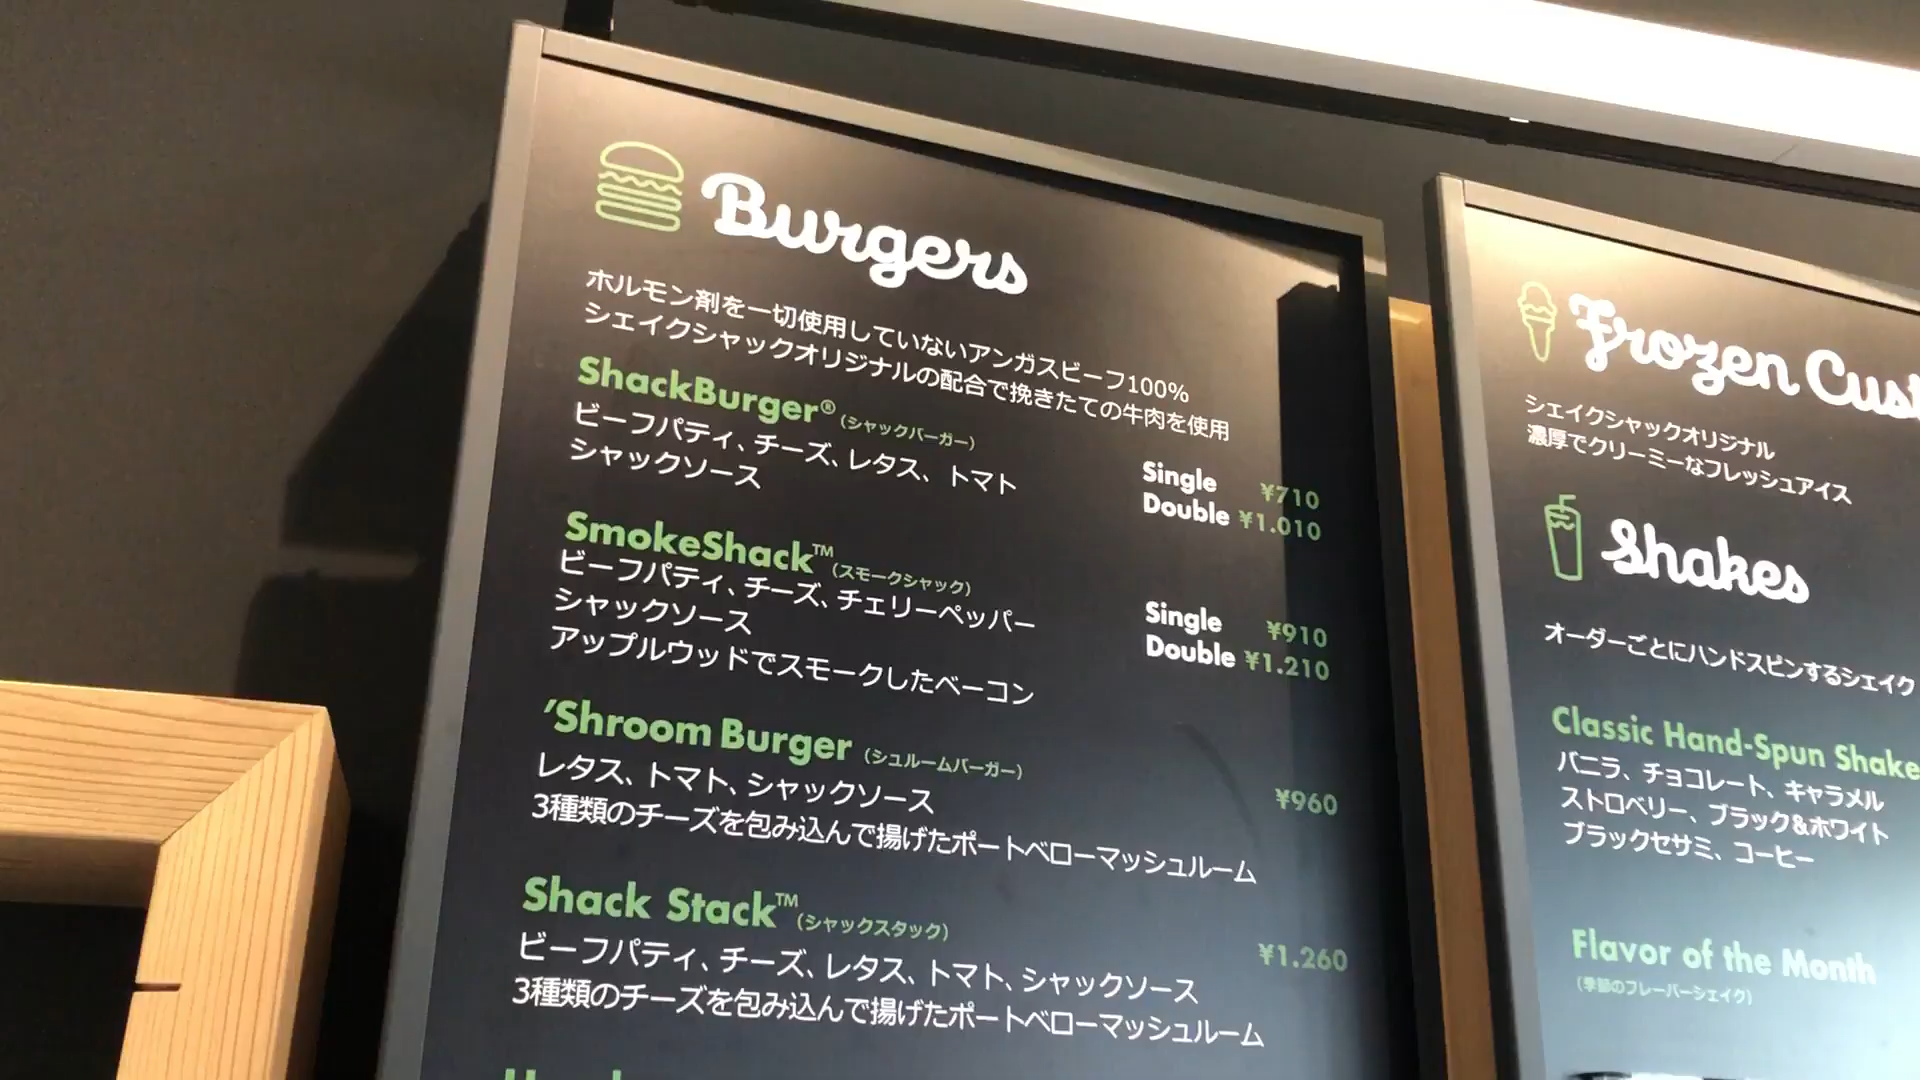 Burgers
ホルモン剤を一切使用していないアンガスビーフ100%
シェイクシャックオリジナルの配合で挽きたての牛肉を使用
ShackBurger® (シャックバーガー)
ビーフパティ、チーズ、レタス、トマト
シャックソース
Single ¥710
Double ¥1.010
SmokeShack™ (スモークシャック)
ビーフパティ、チーズ、チェリーペッパー
シャックソース
アップルウッドでスモークしたベーコン
Single ¥910
Double ¥1.210
'Shroom Burger (シュルームバーガー)
レタス、トマト、シャックソース
3種類のチーズを包み込んで揚げたポートベローマッシュルーム
¥960
Shack Stack™ (シャックスタック)
ビーフパティ、チーズ、レタス、トマト、シャックソース
3種類のチーズを包み込んで揚げたポートベローマッシュルーム
¥1.260
Frozen Cust
シェイクシャックオリジナル
濃厚でクリーミーなフレッシュアイス
Shakes
オーダーごとにハンドスピンするシェイク
Classic Hand-Spun Shake
バニラ、チョコレート、キャラメル
ストロベリー、ブラック&ホワイト
ブラックセサミ、コーヒー
Flavor of the Month
(季節のフレーバーシェイク)